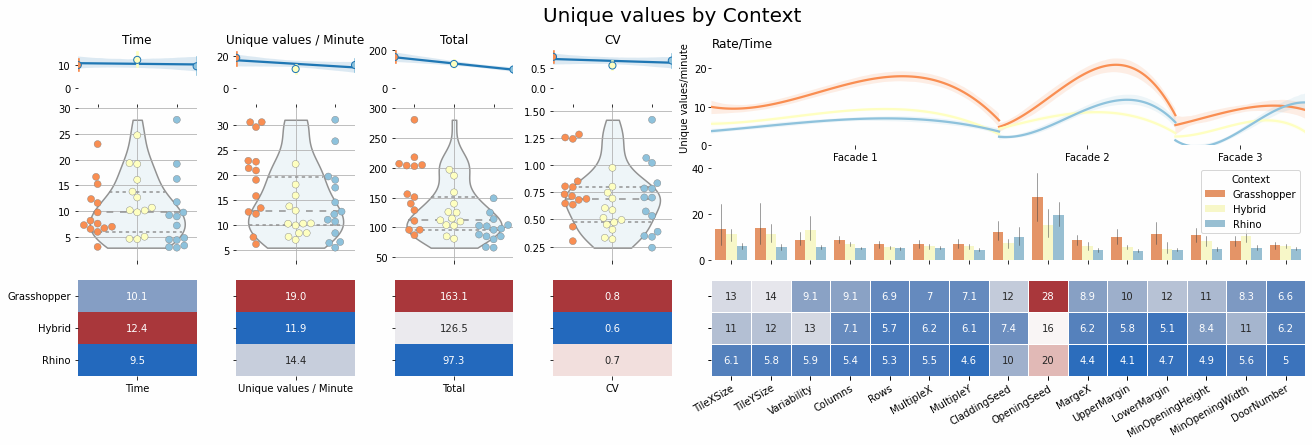 Unique values by Context
Time
Unique values / Minute
Total
CV
Rate/Time
10
0
20
0
200
0
0.5
0.0
Unique values/minute
20
10
0
Facade 1
Facade 2
Facade 3
30
25
20
15
10
5
30
25
20
15
10
5
300
250
200
150
100
50
1.50
1.25
1.00
0.75
0.50
0.25
40
20
0
Context
Grasshopper
Hybrid
Rhino
Grasshopper 10.1 19.0 163.1 0.8 13 14 9.1 9.1 6.9 7 7.1 12 28 8.9 10 12 11 8.3 6.6
Hybrid 12.4 11.9 126.5 0.6 11 12 13 7.1 5.7 6.2 6.1 7.4 16 6.2 5.8 5.1 8.4 11 6.2
Rhino 9.5 14.4 97.3 0.7 6.1 5.8 5.9 5.4 5.3 5.5 4.6 10 20 4.4 4.1 4.7 4.9 5.6 5
Time
Unique values / Minute
Total
CV
TileXSize
TileYSize
Variability
Columns
Rows
MultipleX
MultipleY
CladdingSeed
OpeningSeed
MargeX
UpperMargin
LowerMargin
MinOpeningHeight
MinOpeningWidth
DoorNumber